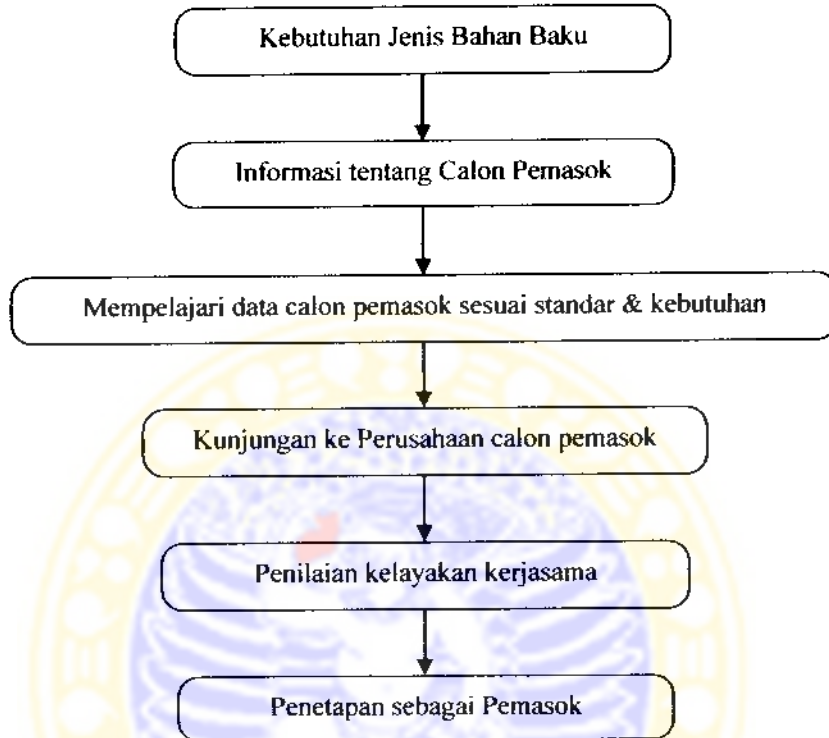 Kebutuhan Jenis Bahan Baku
Informasi tentang Calon Pemasok
Mempelajari data calon pemasok sesuai standar & kebutuhan
Kunjungan ke Perusahaan calon pemasok
Penilaian kelayakan kerjasama
Penetapan sebagai Pemasok